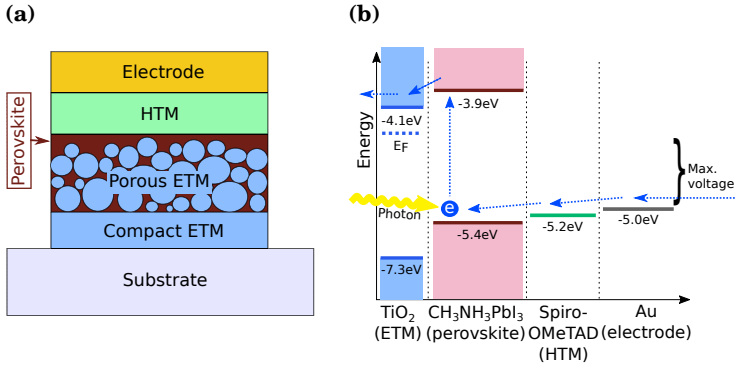 (a)
Electrode
HTM
Perovskite
Porous ETM
Compact ETM
Substrate
(b)
Energy
-4.1eV
E_F
-3.9eV
Photon
e
-5.4eV
-7.3eV
-5.2eV
-5.0eV
Max.
voltage
TiO₂
(ETM)
CH₃NH₃PbI₃
(perovskite)
Spiro-
OMeTAD
(HTM)
Au
(electrode)